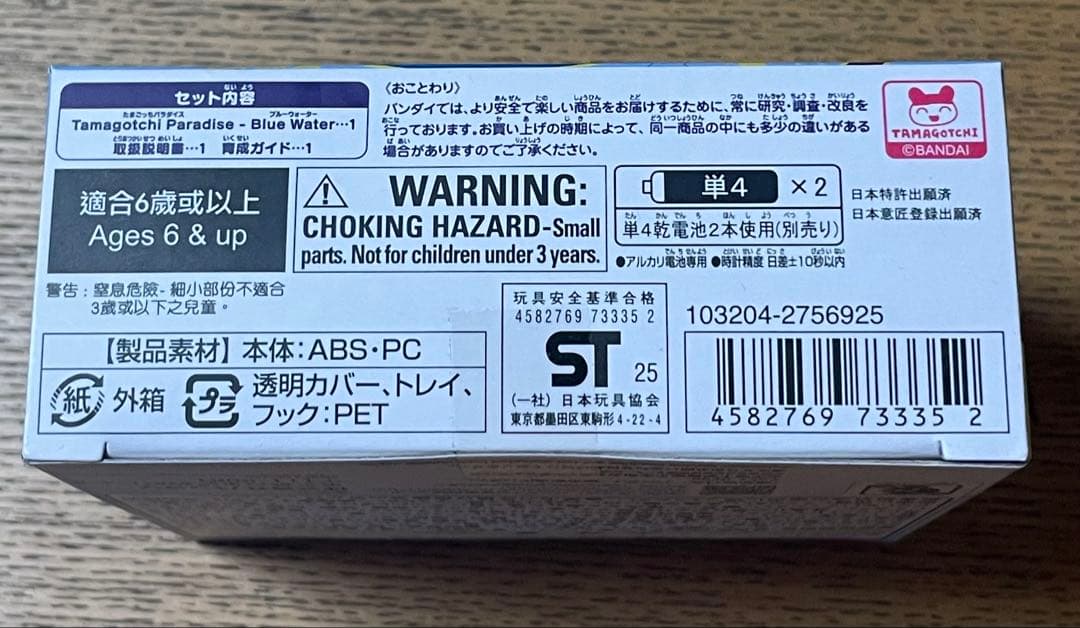 セット内容
Tamagotchi Paradise - Blue Water…1
取扱説明書…1 育成ガイド…1
《おことわり》
バンダイでは、より安全で楽しい商品をお届けするために、常に研究・調査・改良を
行っております。お買い上げの時期によって、同一商品の中にも多少の違いがある
場合がありますのでご了承ください。
TAMAGOTCHI
©BANDAI
適合6歳或以上
Ages 6 & up
WARNING:
CHOKING HAZARD-Small
parts. Not for children under 3 years.
単4 ×2
単4乾電池2本使用(別売り)
●アルカリ電池専用 ●時計精度 日差±10秒以内
日本特許出願済
日本意匠登録出願済
警告：窒息危險-細小部份不適合
3歲或以下之兒童。
【製品素材】本体：ABS・PC
紙 外箱 プラ 透明カバー、トレイ、
フック：PET
玩具安全基準合格
4582769 73335 2
ST 25
(一社) 日本玩具協会
東京都墨田区東駒形4-22-4
103204-2756925
4582769 73335 2